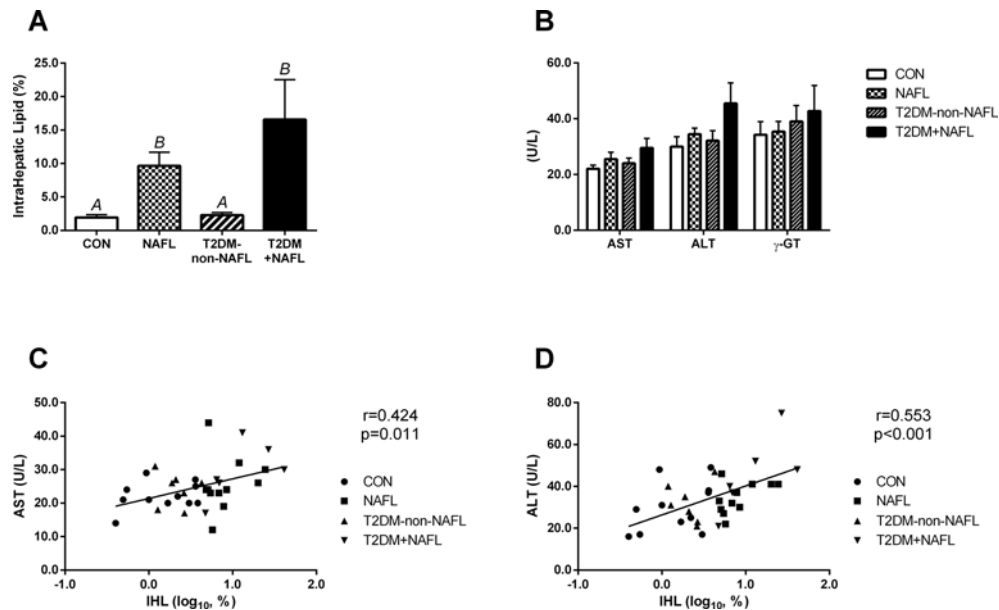 A
IntraHepatic Lipid (%)
25.0
20.0
15.0
10.0
5.0
0.0
A
B
A
B
CON
NAFL
T2DM-
non-NAFL
T2DM
+NAFL
B
(U/L)
60.0
40.0
20.0
0.0
AST
ALT
γ-GT
CON
NAFL
T2DM-non-NAFL
T2DM+NAFL
C
AST (U/L)
50.0
40.0
30.0
20.0
10.0
0.0
-1.0
0.0
1.0
2.0
IHL (log10, %)
r=0.424
p=0.011
CON
NAFL
T2DM-non-NAFL
T2DM+NAFL
D
ALT (U/L)
80.0
60.0
40.0
20.0
0.0
-1.0
0.0
1.0
2.0
IHL (log10, %)
r=0.553
p<0.001
CON
NAFL
T2DM-non-NAFL
T2DM+NAFL